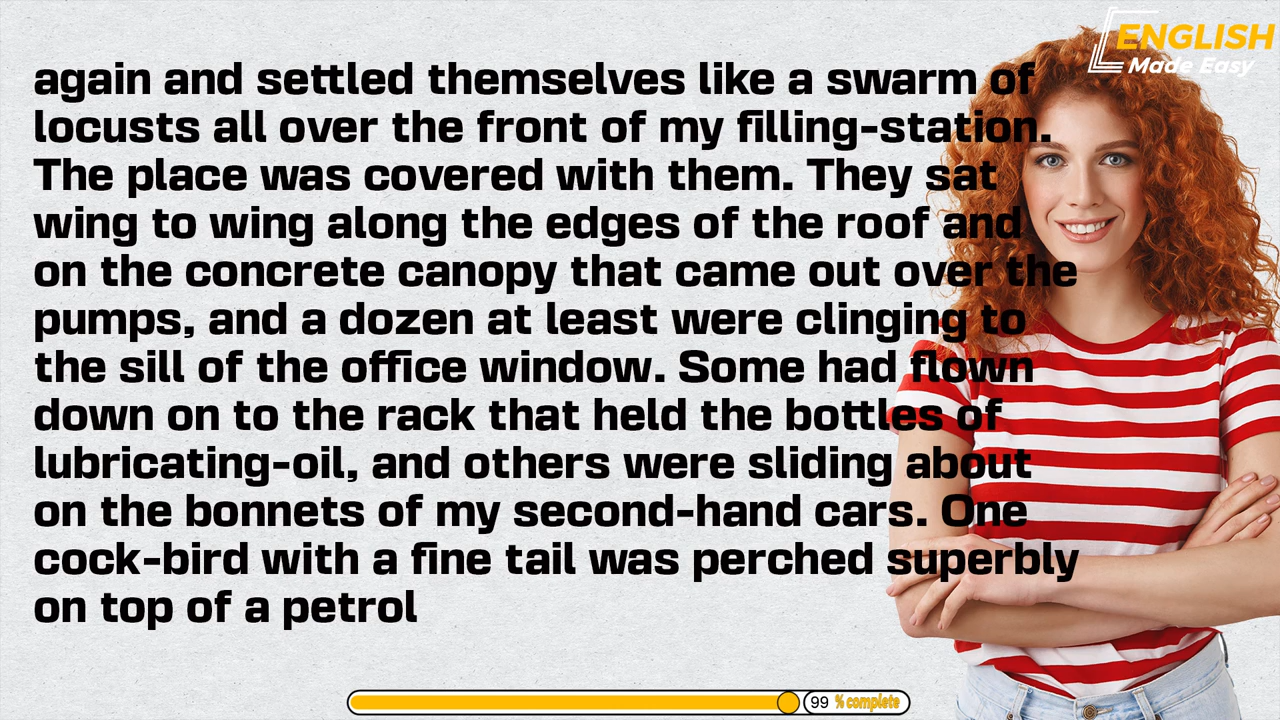 ENGLISH
Made Easy
again and settled themselves like a swarm of
locusts all over the front of my filling-station.
The place was covered with them. They sat
wing to wing along the edges of the roof and
on the concrete canopy that came out over the
pumps, and a dozen at least were clinging to
the sill of the office window. Some had flown
down on to the rack that held the bottles of
lubricating-oil, and others were sliding about
on the bonnets of my second-hand cars. One
cock-bird with a fine tail was perched superbly
on top of a petrol
99 % complete